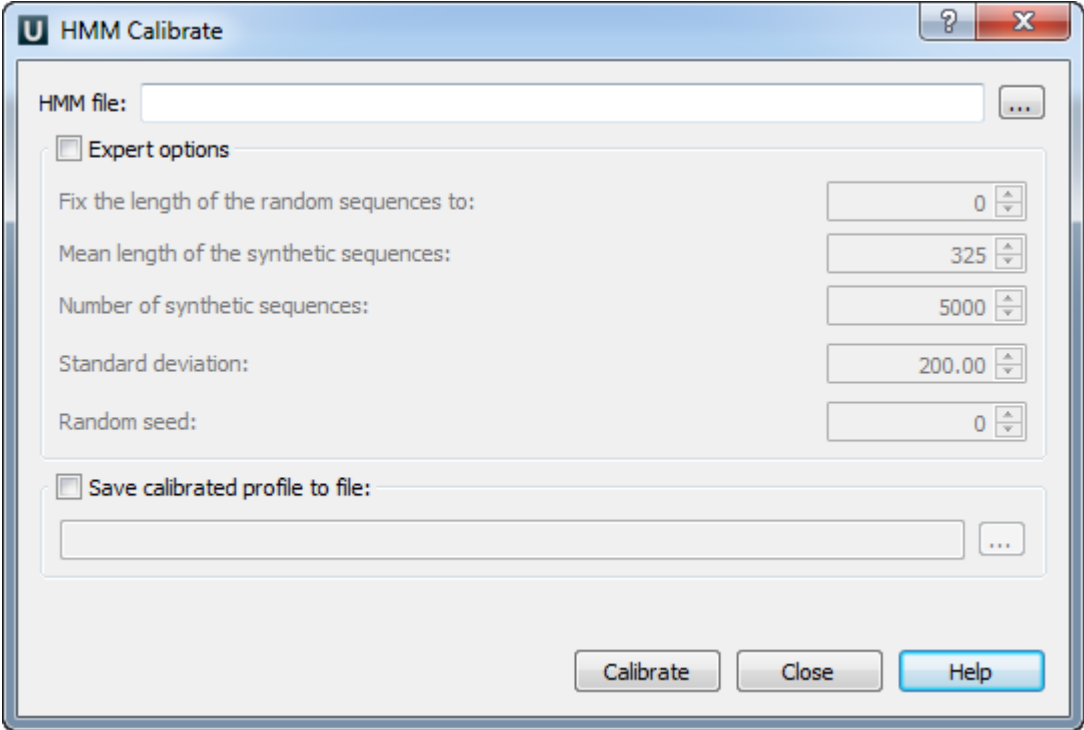 U HMM Calibrate ? X
HMM file: ...
Expert options
Fix the length of the random sequences to: 0
Mean length of the synthetic sequences: 325
Number of synthetic sequences: 5000
Standard deviation: 200.00
Random seed: 0
Save calibrated profile to file:
...
Calibrate Close Help